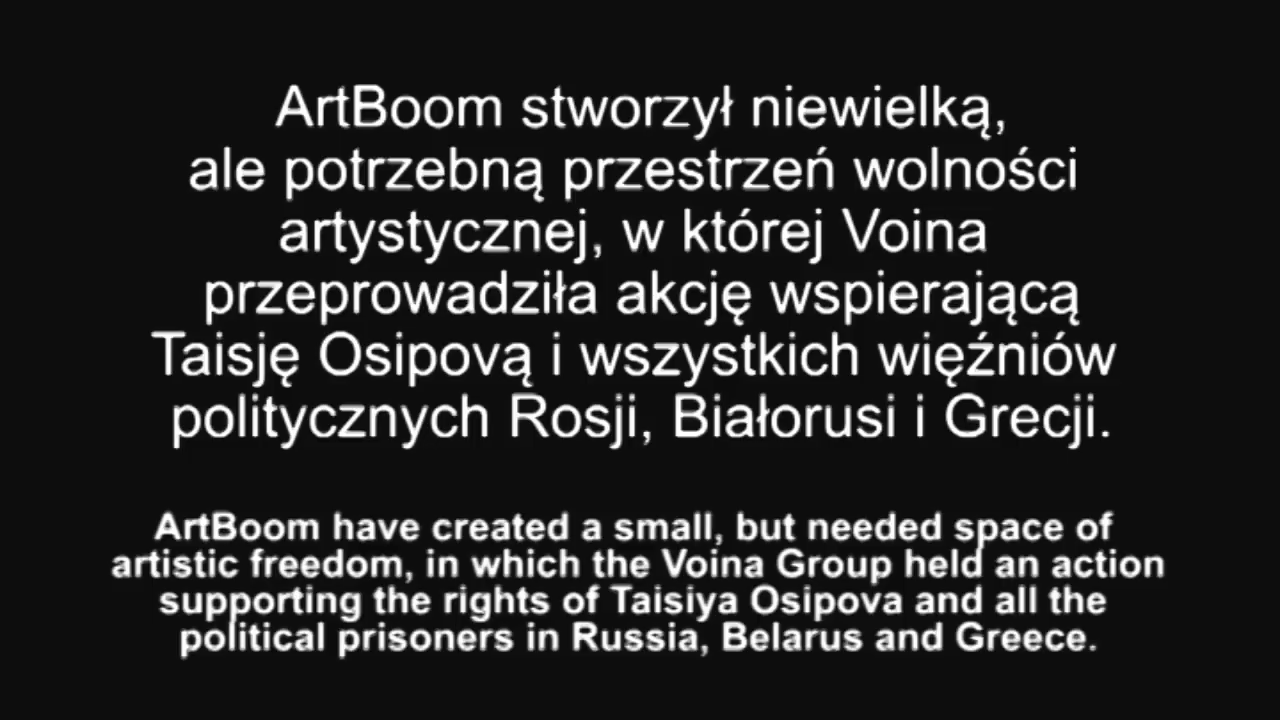 ArtBoom stworzył niewielką,
ale potrzebną przestrzeń wolności
artystycznej, w której Voina
przeprowadziła akcję wspierającą
Taisję Osipovą i wszystkich więźniów
politycznych Rosji, Białorusi i Grecji.
ArtBoom have created a small, but needed space of
artistic freedom, in which the Voina Group held an action
supporting the rights of Taisiya Osipova and all the
political prisoners in Russia, Belarus and Greece.